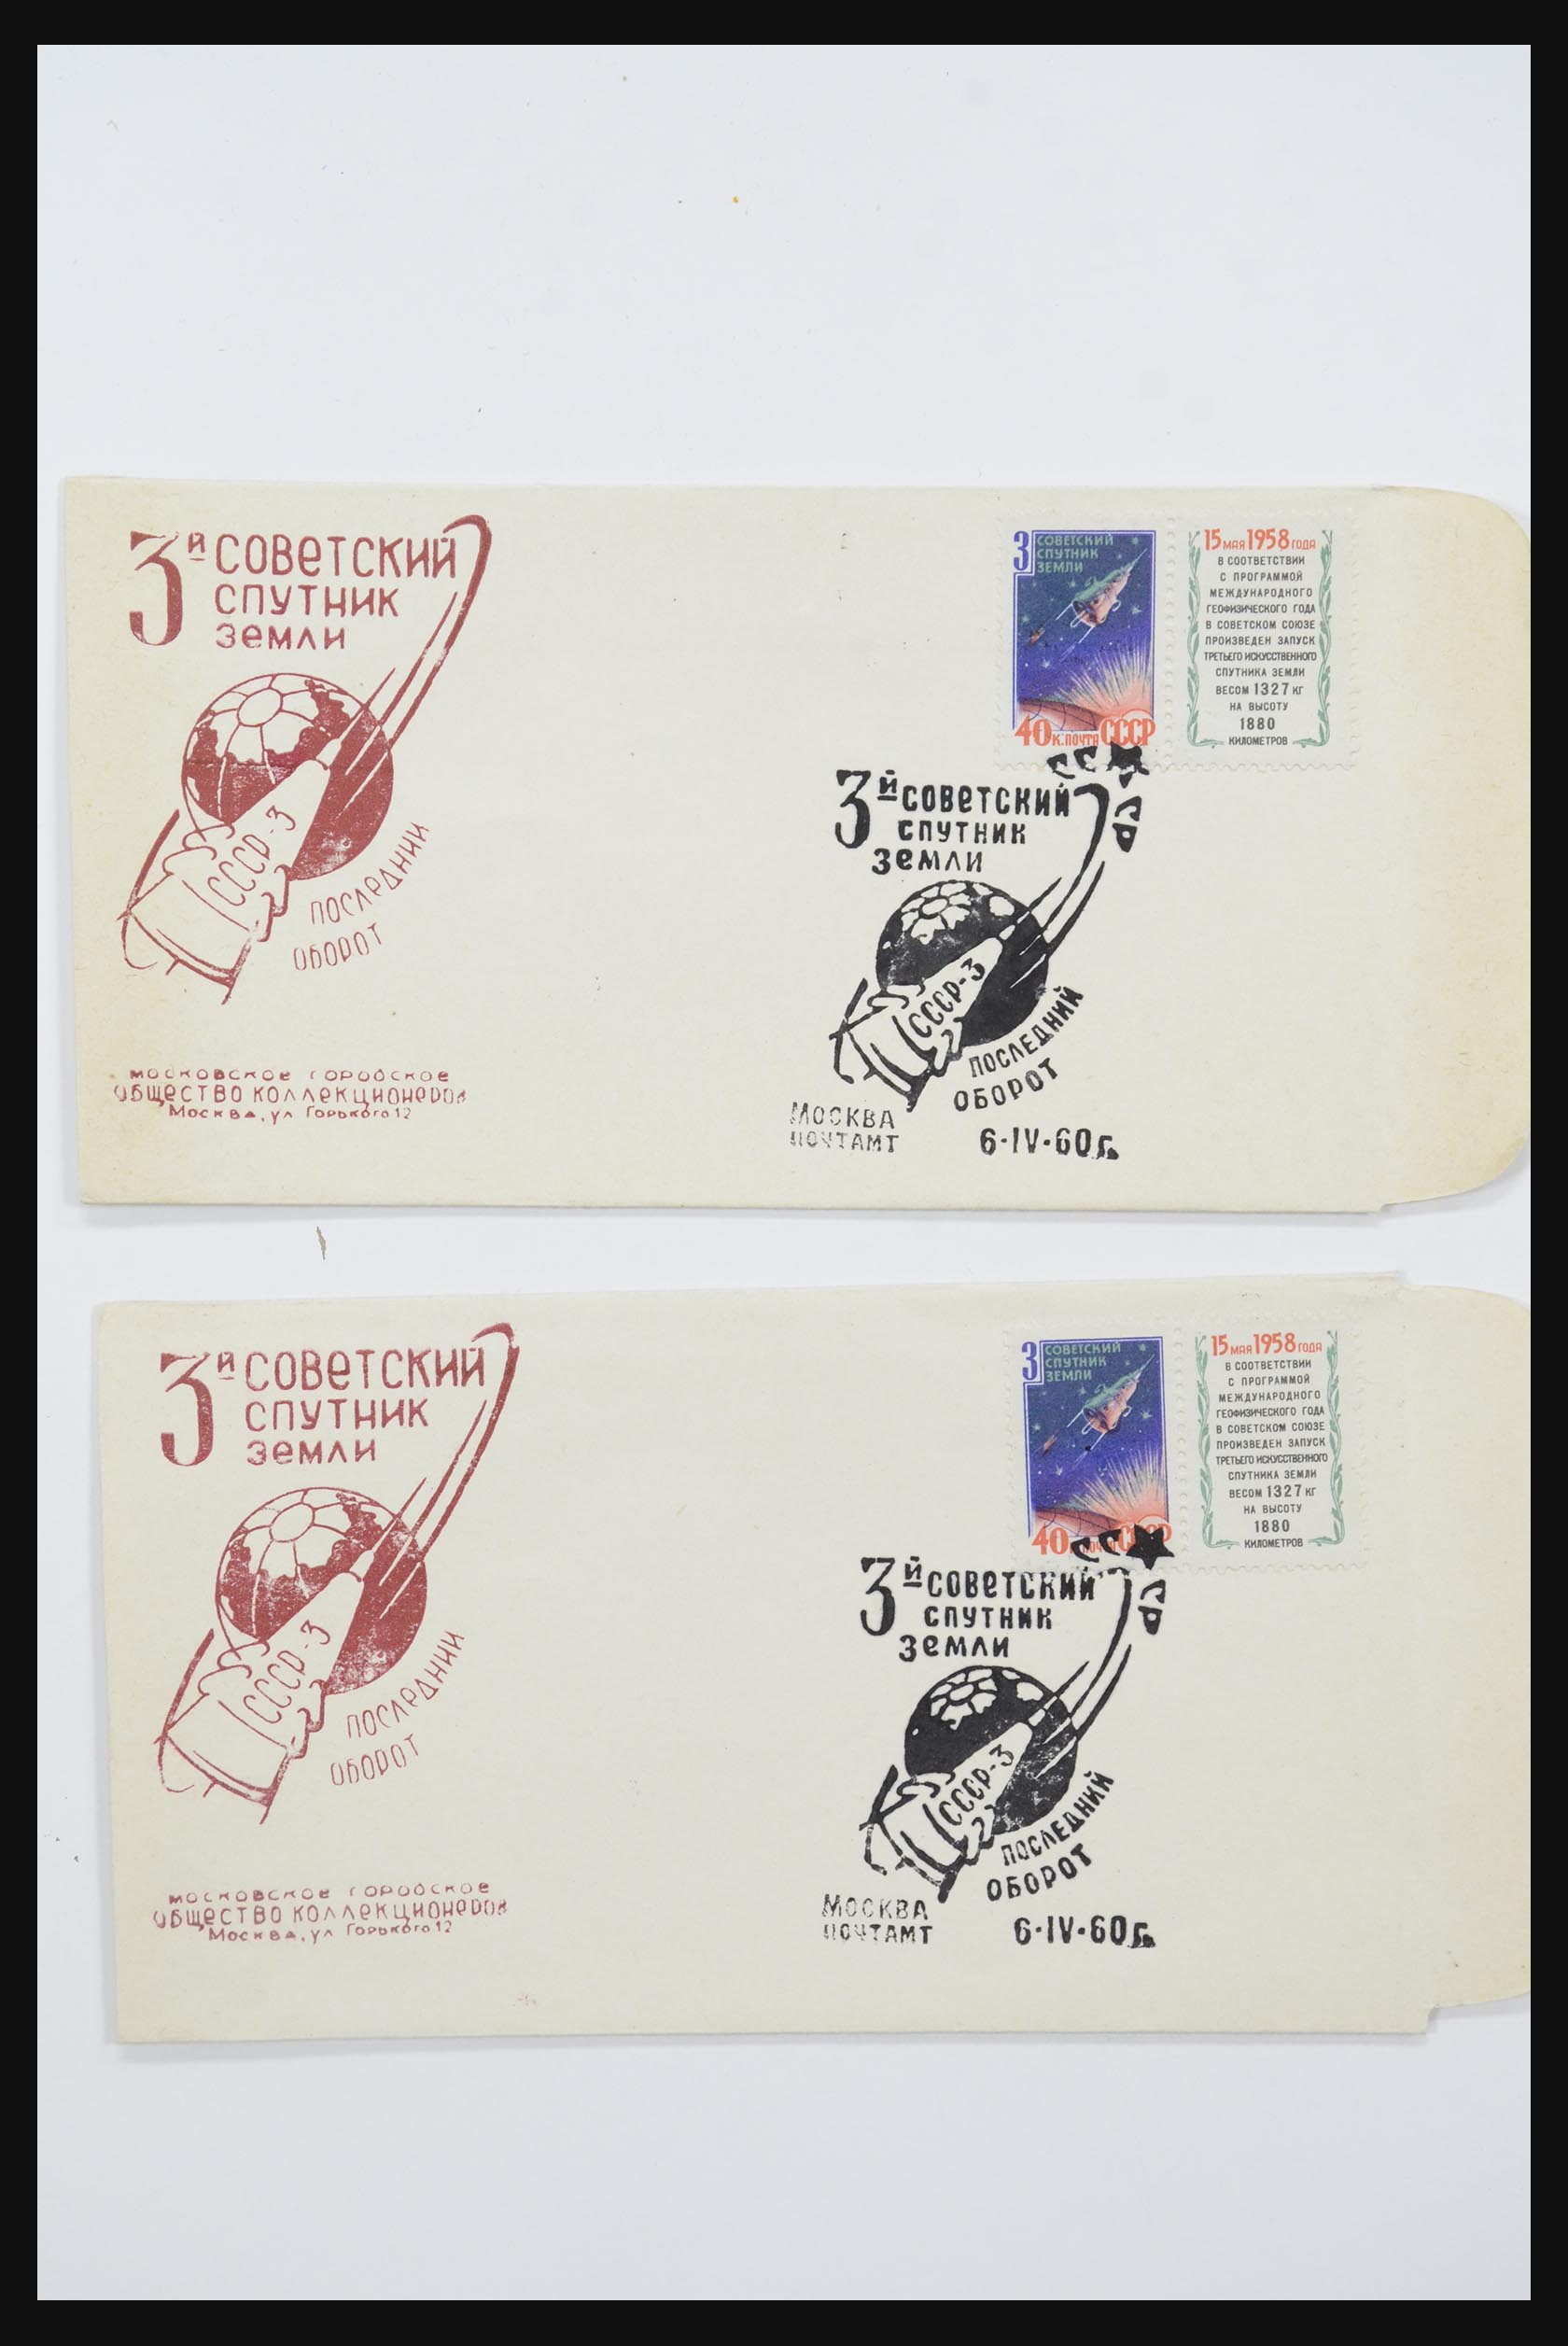 3й СОВЕТСКИЙ
СПУТНИК
ЗЕМЛИ
СССР-3
ПОСЛЕДНИЙ
ОБОРОТ
МОСКОВСКОЕ ГОРОДСКОЕ
ОБЩЕСТВО КОЛЛЕКЦИОНЕРОВ
Москва, ул Горького 12
3 СОВЕТСКИЙ
СПУТНИК
ЗЕМЛИ
40 К. ПОЧТА СССР
15 МАЯ 1958 ГОДА
В СООТВЕТСТВИИ
С ПРОГРАММОЙ
МЕЖДУНАРОДНОГО
ГЕОФИЗИЧЕСКОГО ГОДА
В СОВЕТСКОМ СОЮЗЕ
ПРОИЗВЕДЕН ЗАПУСК
ТРЕТЬЕГО ИСКУССТВЕННОГО
СПУТНИКА ЗЕМЛИ
ВЕСОМ 1327 КГ
НА ВЫСОТУ
1880
КИЛОМЕТРОВ
СССР
3й СОВЕТСКИЙ
СПУТНИК
ЗЕМЛИ
СССР-3
ПОСЛЕДНИЙ
ОБОРОТ
МОСКВА
ПОЧТАМТ
6·IV·60г.
3й СОВЕТСКИЙ
СПУТНИК
ЗЕМЛИ
СССР-3
ПОСЛЕДНИЙ
ОБОРОТ
МОСКОВСКОЕ ГОРОДСКОЕ
ОБЩЕСТВО КОЛЛЕКЦИОНЕРОВ
Москва, ул Горького 12
3 СОВЕТСКИЙ
СПУТНИК
ЗЕМЛИ
40 ПОЧТА СССР
15 МАЯ 1958 ГОДА
В СООТВЕТСТВИИ
С ПРОГРАММОЙ
МЕЖДУНАРОДНОГО
ГЕОФИЗИЧЕСКОГО ГОДА
В СОВЕТСКОМ СОЮЗЕ
ПРОИЗВЕДЕН ЗАПУСК
ТРЕТЬЕГО ИСКУССТВЕННОГО
СПУТНИКА ЗЕМЛИ
ВЕСОМ 1327 КГ
НА ВЫСОТУ
1880
КИЛОМЕТРОВ
СССР
3й СОВЕТСКИЙ
СПУТНИК
ЗЕМЛИ
СССР-3
ПОСЛЕДНИЙ
ОБОРОТ
МОСКВА
ПОЧТАМТ
6·IV·60г.